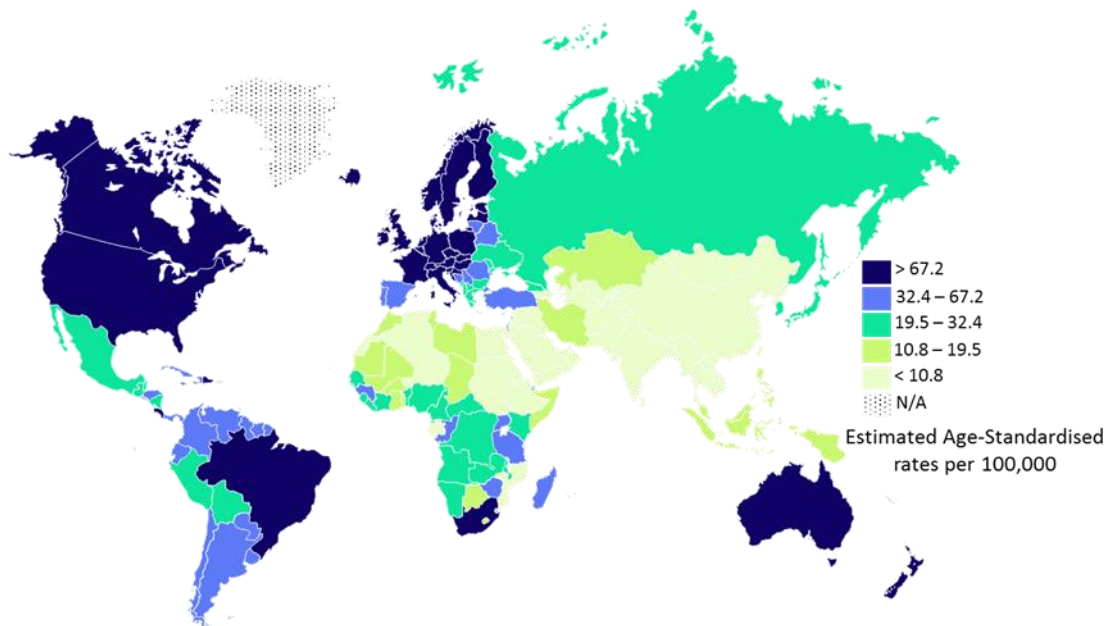 > 67.2
32.4 – 67.2
19.5 – 32.4
10.8 – 19.5
< 10.8
N/A
Estimated Age-Standardised
rates per 100,000